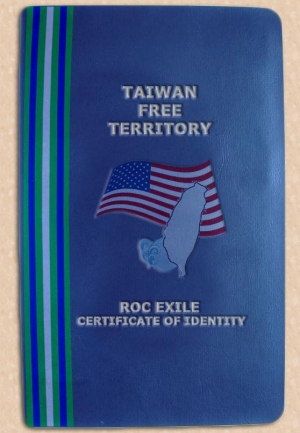 TAIWAN
FREE
TERRITORY
ROC EXILE
CERTIFICATE OF IDENTITY